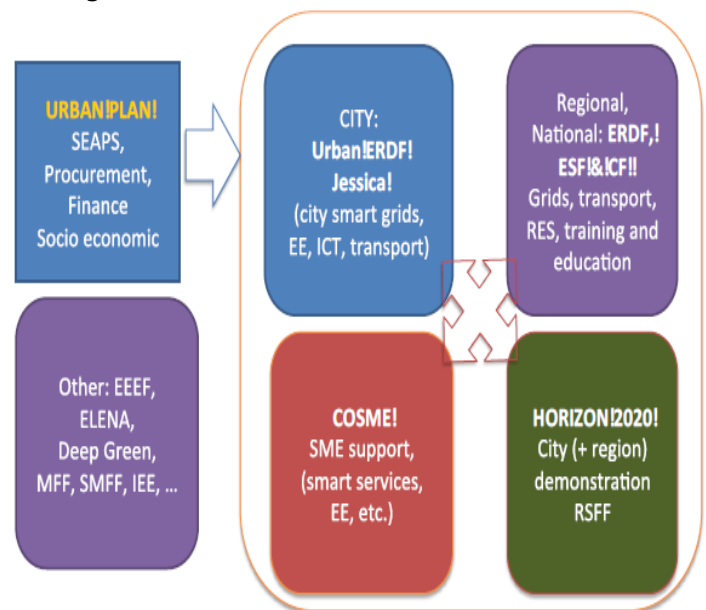 URBAN!PLAN!
SEAPS,
Procurement,
Finance
Socio economic
CITY:
Urban!ERDF!
Jessica!
(city smart grids,
EE, ICT, transport)
Regional,
National: ERDF,!
ESF!&!CF!!
Grids, transport,
RES, training and
education
Other: EEEF,
ELENA,
Deep Green,
MFF, SMFF, IEE, ...
COSME!
SME support,
(smart services,
EE, etc.)
HORIZON!2020!
City (+ region)
demonstration
RSFF